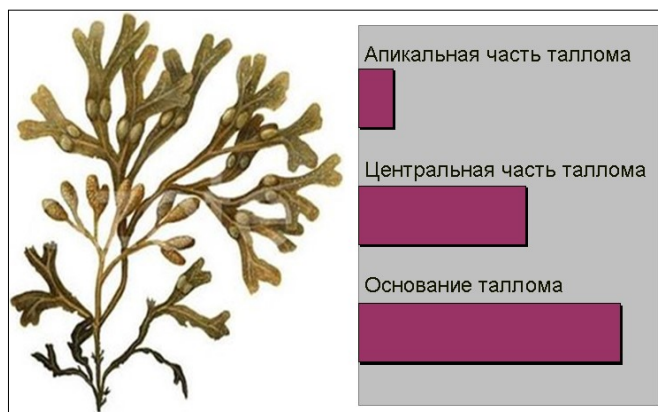 Апикальная часть таллома
Центральная часть таллома
Основание таллома